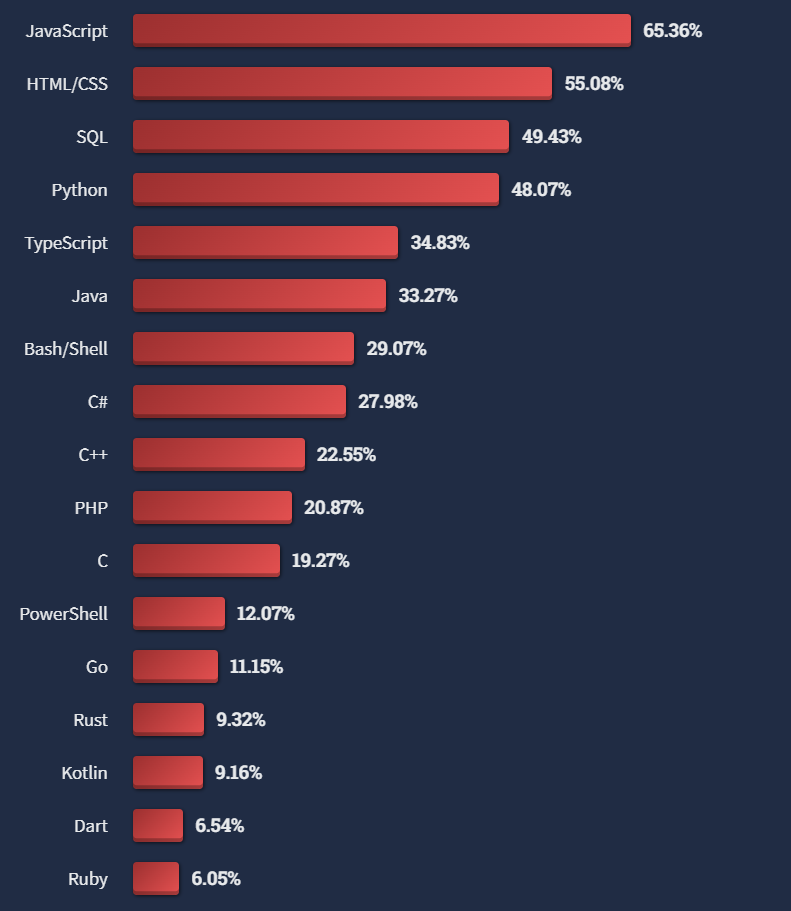 JavaScript 65.36%
HTML/CSS 55.08%
SQL 49.43%
Python 48.07%
TypeScript 34.83%
Java 33.27%
Bash/Shell 29.07%
C# 27.98%
C++ 22.55%
PHP 20.87%
C 19.27%
PowerShell 12.07%
Go 11.15%
Rust 9.32%
Kotlin 9.16%
Dart 6.54%
Ruby 6.05%